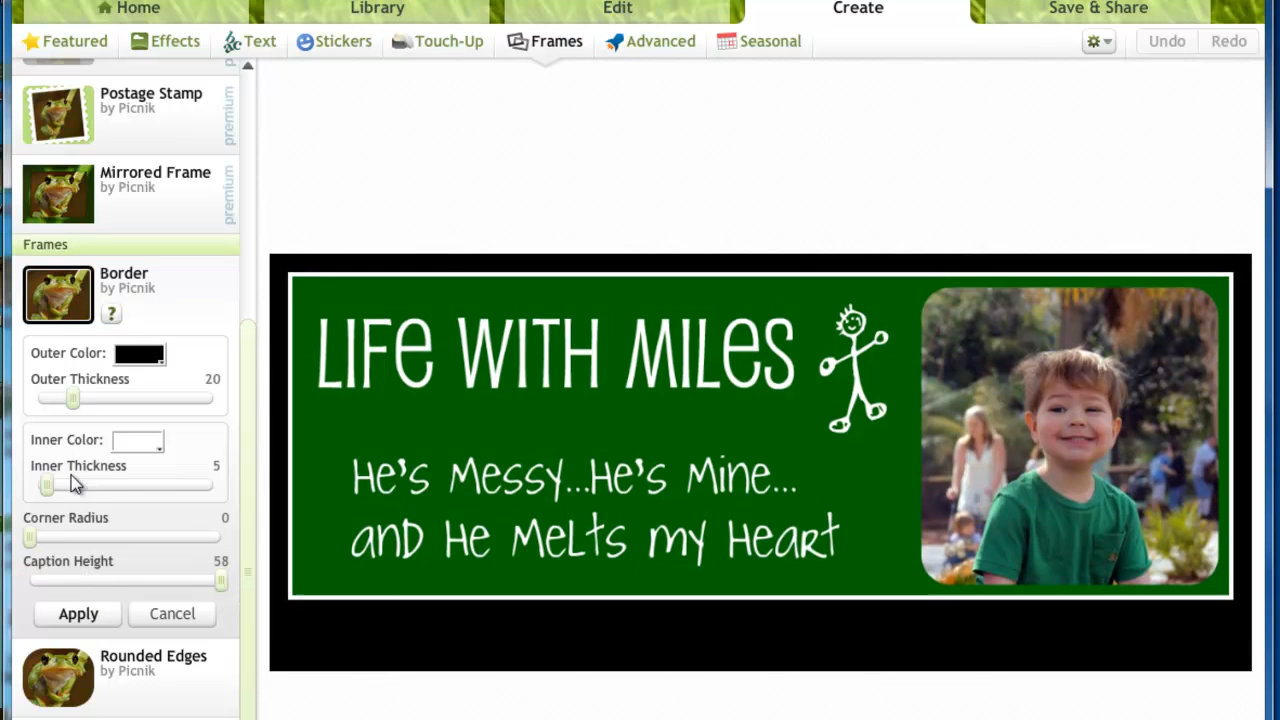 Home
Library
Edit
Create
Save & Share
Featured
Effects
Text
Stickers
Touch-Up
Frames
Advanced
Seasonal
Undo
Redo
Postage Stamp
by Picnik
premium
Mirrored Frame
by Picnik
premium
Frames
Border
by Picnik
?
Outer Color:
Outer Thickness 20
Inner Color:
Inner Thickness 5
Corner Radius 0
Caption Height 58
Apply
Cancel
Rounded Edges
by Picnik
Life with Miles
He's Messy...He's Mine...
and He Melts my Heart